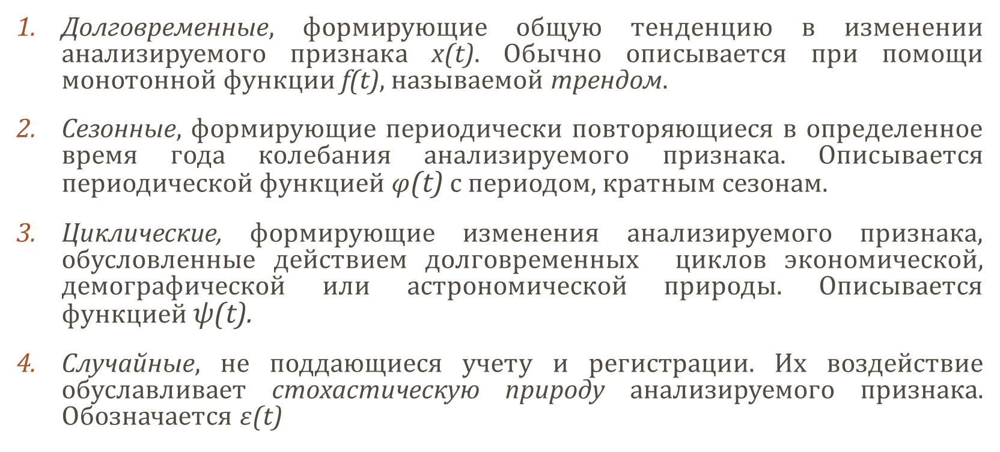 1. Долговременные, формирующие общую тенденцию в изменении
анализируемого признака x(t). Обычно описывается при помощи
монотонной функции f(t), называемой трендом.
2. Сезонные, формирующие периодически повторяющиеся в определенное
время года колебания анализируемого признака. Описывается
периодической функцией φ(t) с периодом, кратным сезонам.
3. Циклические, формирующие изменения анализируемого признака,
обусловленные действием долговременных циклов экономической,
демографической или астрономической природы. Описывается
функцией ψ(t).
4. Случайные, не поддающиеся учету и регистрации. Их воздействие
обуславливает стохастическую природу анализируемого признака.
Обозначается ε(t)